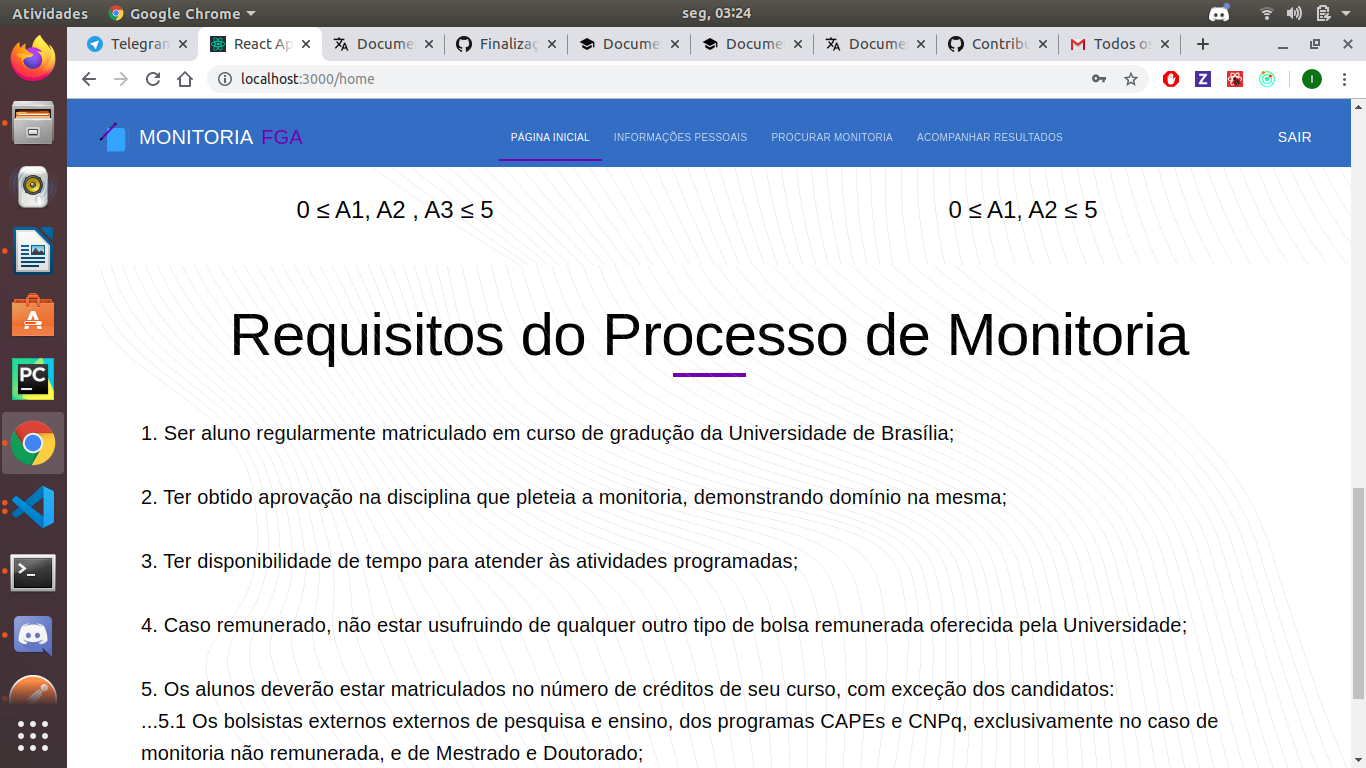 Atividades Google Chrome seg, 03:24
Telegran React Ap Docume Finalizaç Docume Docume Docume Contribu Todos os
localhost:3000/home
MONITORIA FGA PÁGINA INICIAL INFORMAÇÕES PESSOAIS PROCURAR MONITORIA ACOMPANHAR RESULTADOS SAIR
0 ≤ A1, A2 , A3 ≤ 5 0 ≤ A1, A2 ≤ 5
Requisitos do Processo de Monitoria
1. Ser aluno regularmente matriculado em curso de gradução da Universidade de Brasília;
2. Ter obtido aprovação na disciplina que pleteia a monitoria, demonstrando domínio na mesma;
3. Ter disponibilidade de tempo para atender às atividades programadas;
4. Caso remunerado, não estar usufruindo de qualquer outro tipo de bolsa remunerada oferecida pela Universidade;
5. Os alunos deverão estar matriculados no número de créditos de seu curso, com exceção dos candidatos:
...5.1 Os bolsistas externos externos de pesquisa e ensino, dos programas CAPEs e CNPq, exclusivamente no caso de
monitoria não remunerada, e de Mestrado e Doutorado;